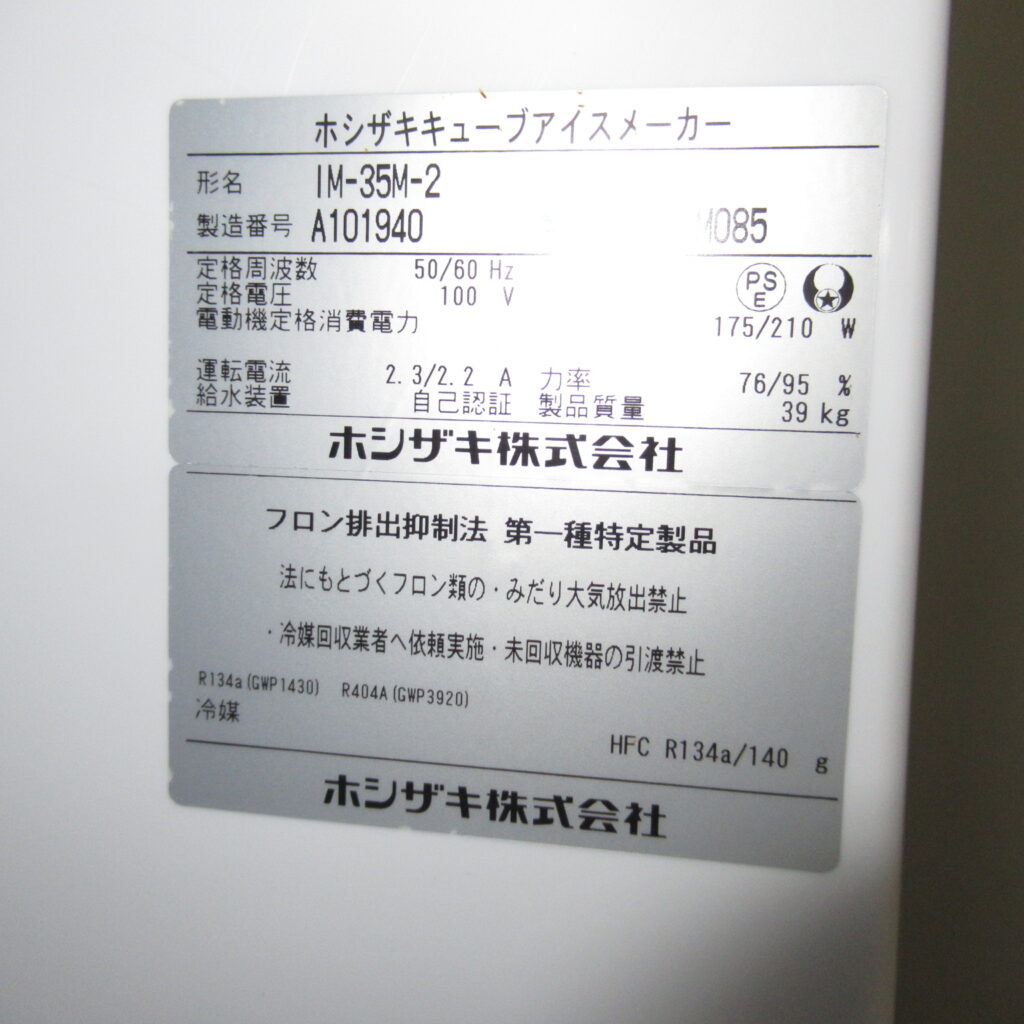 ホシザキキューブアイスメーカー
形名 IM-35M-2
製造番号 A101940 M085
定格周波数 50/60 Hz
定格電圧 100 V
PS E
電動機定格消費電力 175/210 W
運転電流 2.3/2.2 A 力率 76/95 %
給水装置 自己認証 製品質量 39 kg
ホシザキ株式会社
フロン排出抑制法 第一種特定製品
法にもとづくフロン類の・みだり大気放出禁止
・冷媒回収業者へ依頼実施・未回収機器の引渡禁止
R134a(GWP1430) R404A(GWP3920)
冷媒
HFC R134a/140 g
ホシザキ株式会社